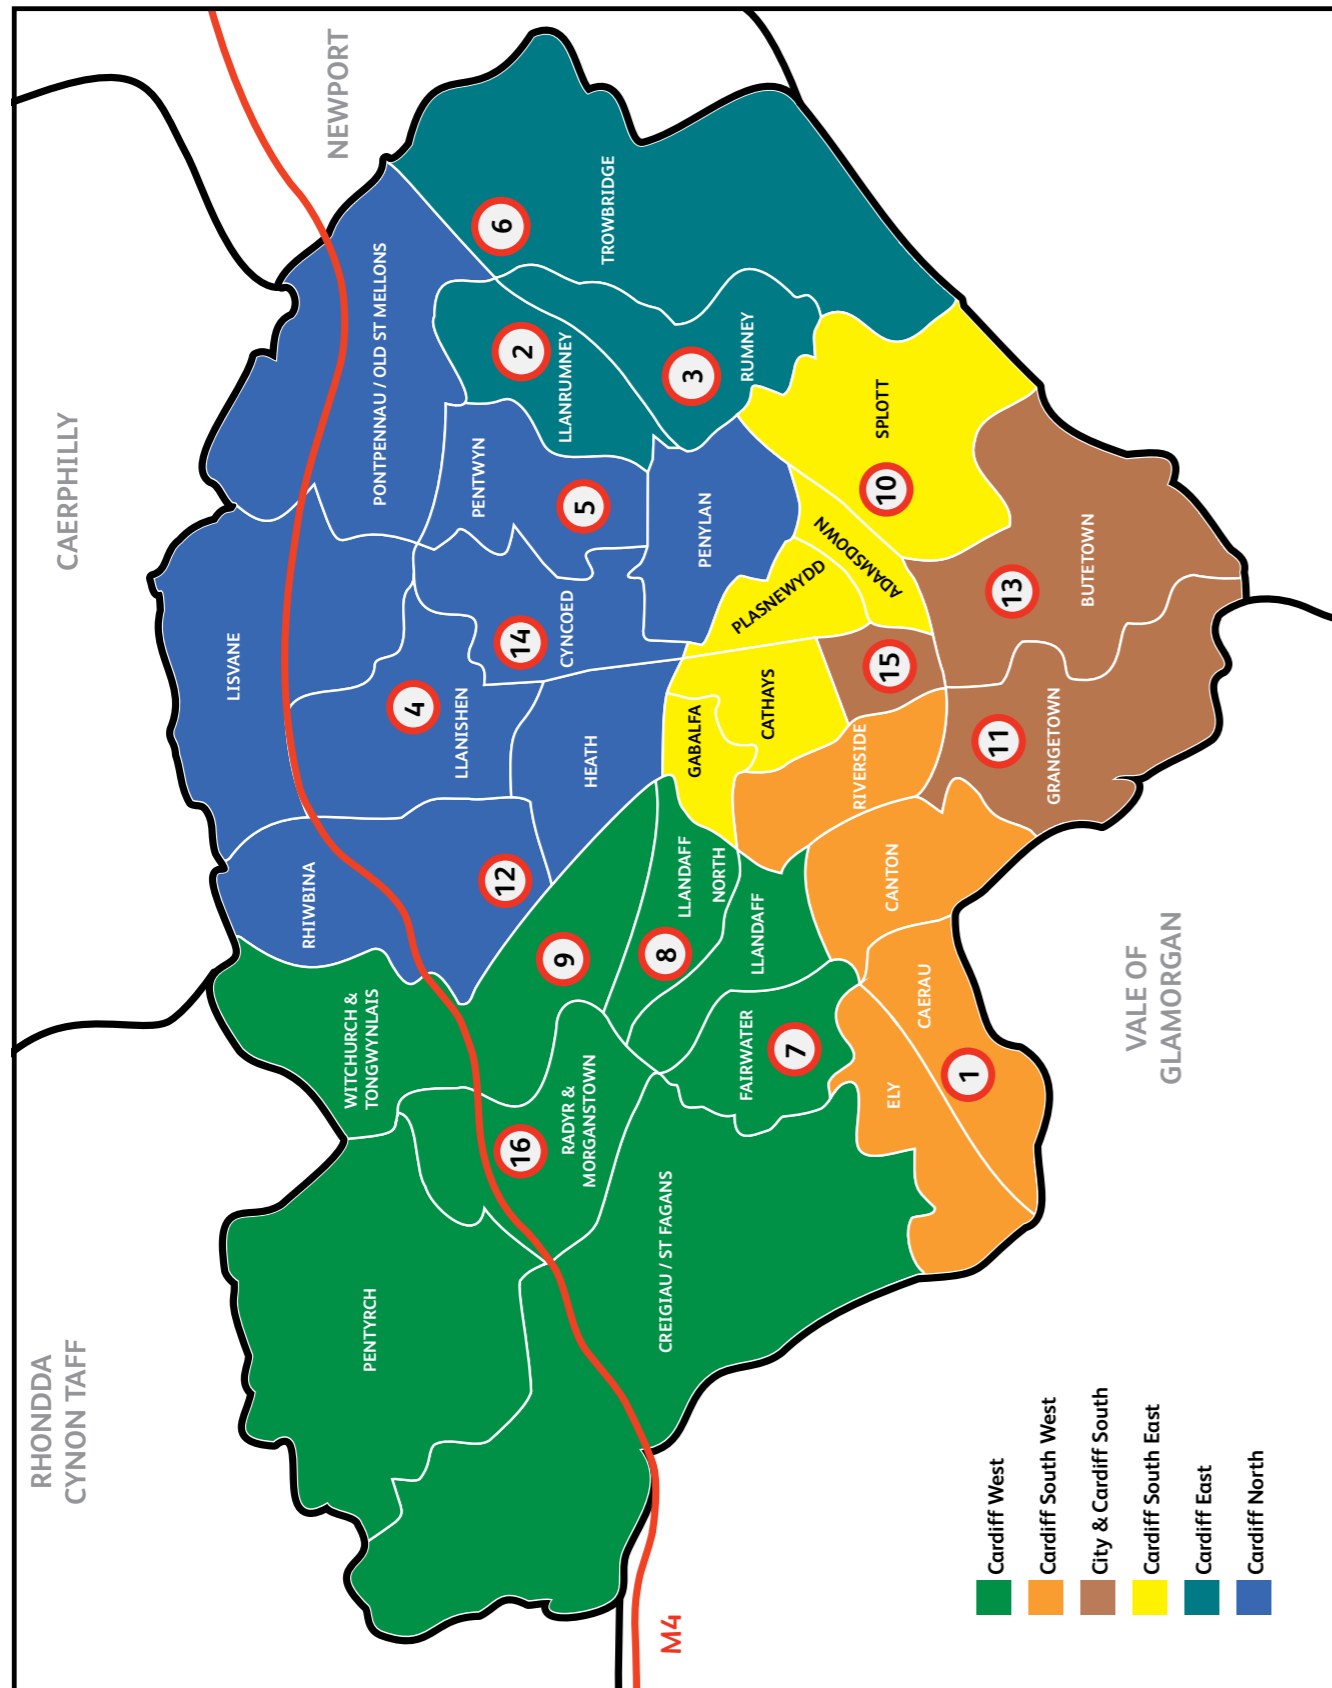 RHONDDA
CYNON TAFF
CAERPHILLY
NEWPORT
LISVANE
RHIWBINA
WITCHURCH &
TONGWYNLAIS
PENTYRCH
PONTPENNAU / OLD ST MELLONS
4
LLANISHEN
PENTWYN
6
12
16
14
2
RADYR &
MORGANSTOWN
9
CYNCOED
LLANRUMNEY
5
HEATH
TROWBRIDGE
CREIGIAU / ST FAGANS
8
LLANDAFF
NORTH
M4
GABALFA
PENYLAN
3
RUMNEY
FAIRWATER
LLANDAFF
CATHAYS
PLASNEWYDD
7
RIVERSIDE
ADAMSDOWN
SPLOTT
10
15
ELY
CANTON
CAERAU
1
11
13
GRANGETOWN
BUTETOWN
VALE OF
GLAMORGAN
Cardiff West
Cardiff South West
City & Cardiff South
Cardiff South East
Cardiff East
Cardiff North